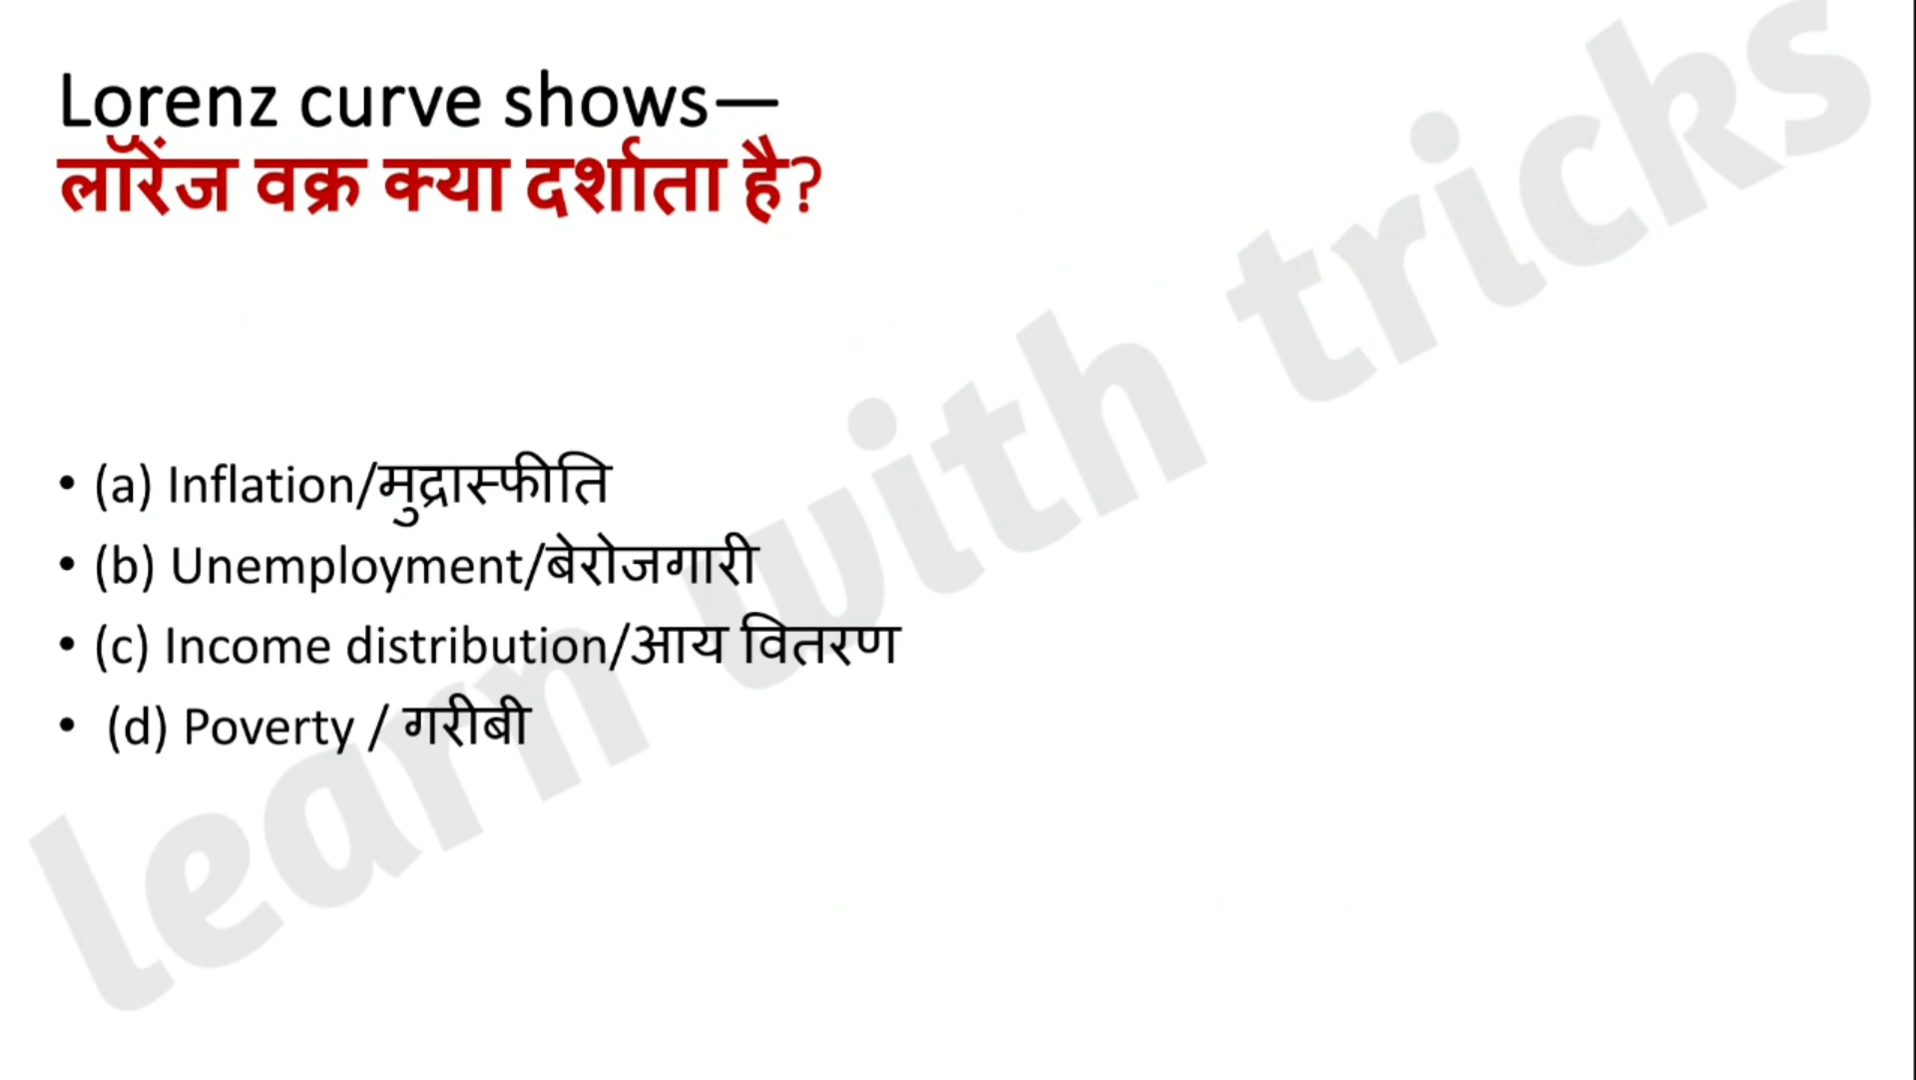 Lorenz curve shows—
लॉरेंज वक्र क्या दर्शाता है?
• (a) Inflation/मुद्रास्फीति
• (b) Unemployment/बेरोजगारी
• (c) Income distribution/आय वितरण
• (d) Poverty / गरीबी
learn with tricks